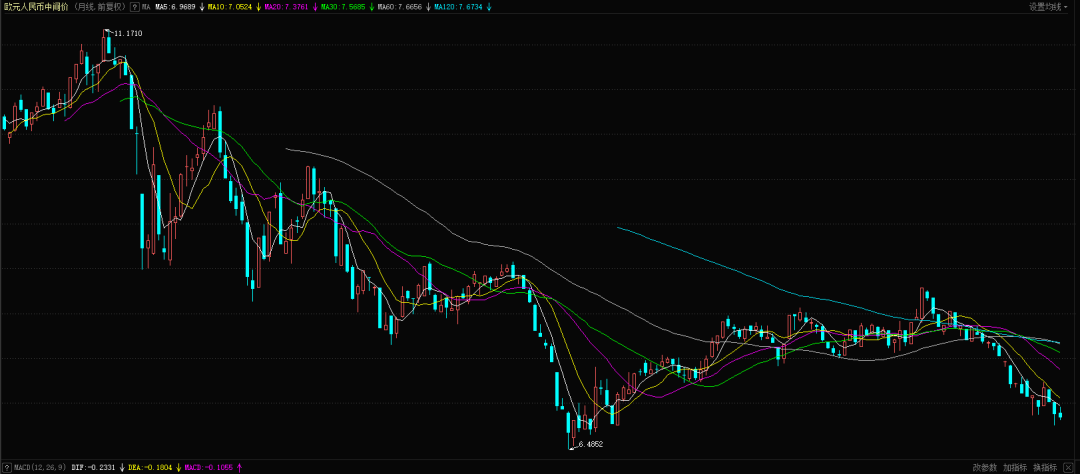 欧元人民币中间价 (月线.前复权) ? MA MA5:6.9689 ↓ MA10:7.0524 ↓ MA20:7.3761 ↓ MA30:7.5685 ↓ MA60:7.6656 ↓ MA120:7.6734 ↓ 设置均线
11.1710
6.4852
? MACD(12,26,9) DIF:-0.2331 ↓ DEA:-0.1804 ↓ MACD:-0.1055 ↑ 改参数 加指标 换指标